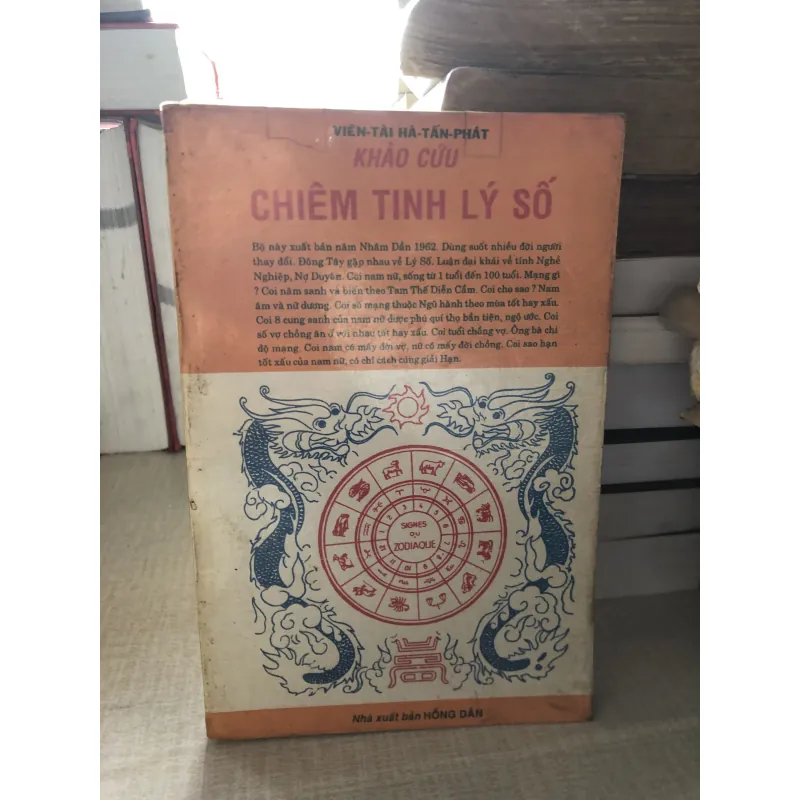 VIÊN-TÀI HÀ-TẤN-PHÁT
KHẢO CỨU
CHIÊM TINH LÝ SỐ
Bộ này xuất bản năm Nhâm Dần 1962. Dùng suốt nhiều đời người
thay đổi. Đông Tây gặp nhau về Lý Số. Luận đại khái về tính Nghề
Nghiệp, Nợ Duyên. Coi nam nữ, sống từ 1 tuổi đến 100 tuổi. Mạng gì
? Coi năm sanh và biến theo Tam Thế Diễn Cầm. Coi cho sao ? Nam
âm và nữ dương. Coi số mạng thuộc Ngũ hành theo mùa tốt hay xấu.
Coi 8 cung sanh của nam nữ được phú quí thọ bần tiện, ngộ ước. Coi
số vợ chồng ăn ở với nhau tốt hay xấu. Coi tuổi chồng vợ. Ông bà chỉ
độ mạng. Coi nam có mấy đời vợ, nữ có mấy đời chồng. Coi sao hạn
tốt xấu của nam nữ, có chỉ cách cúng giải Hạn.
SIGNES
DU
ZODIAQUE
Nhà xuất bản HỒNG DÂN